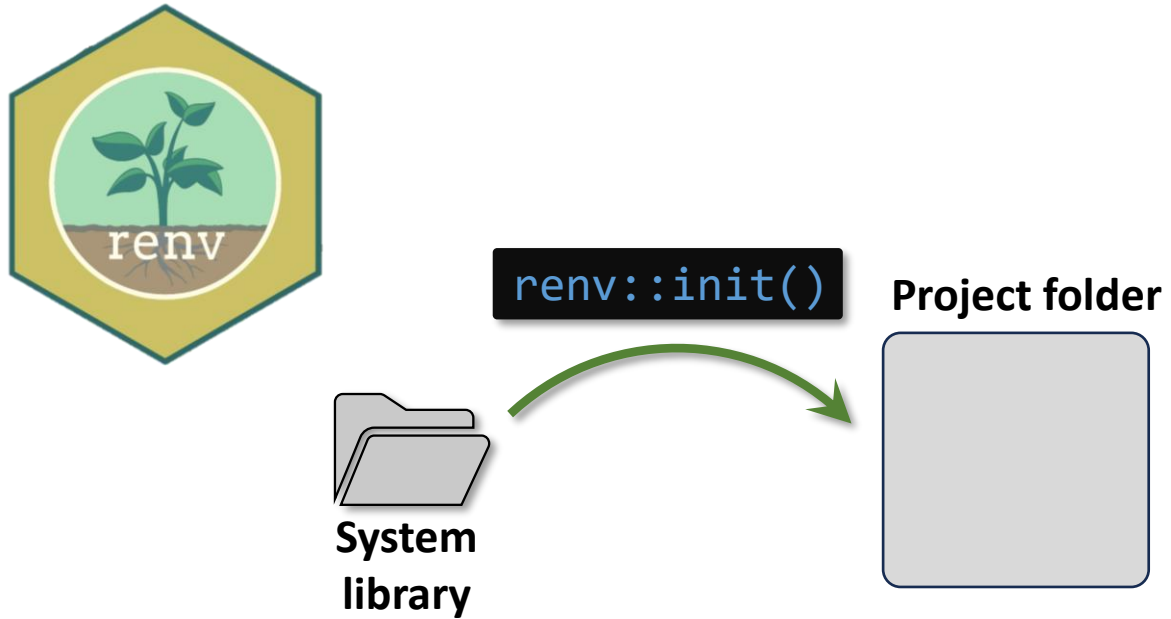 renv
renv::init()
Project folder
System
library